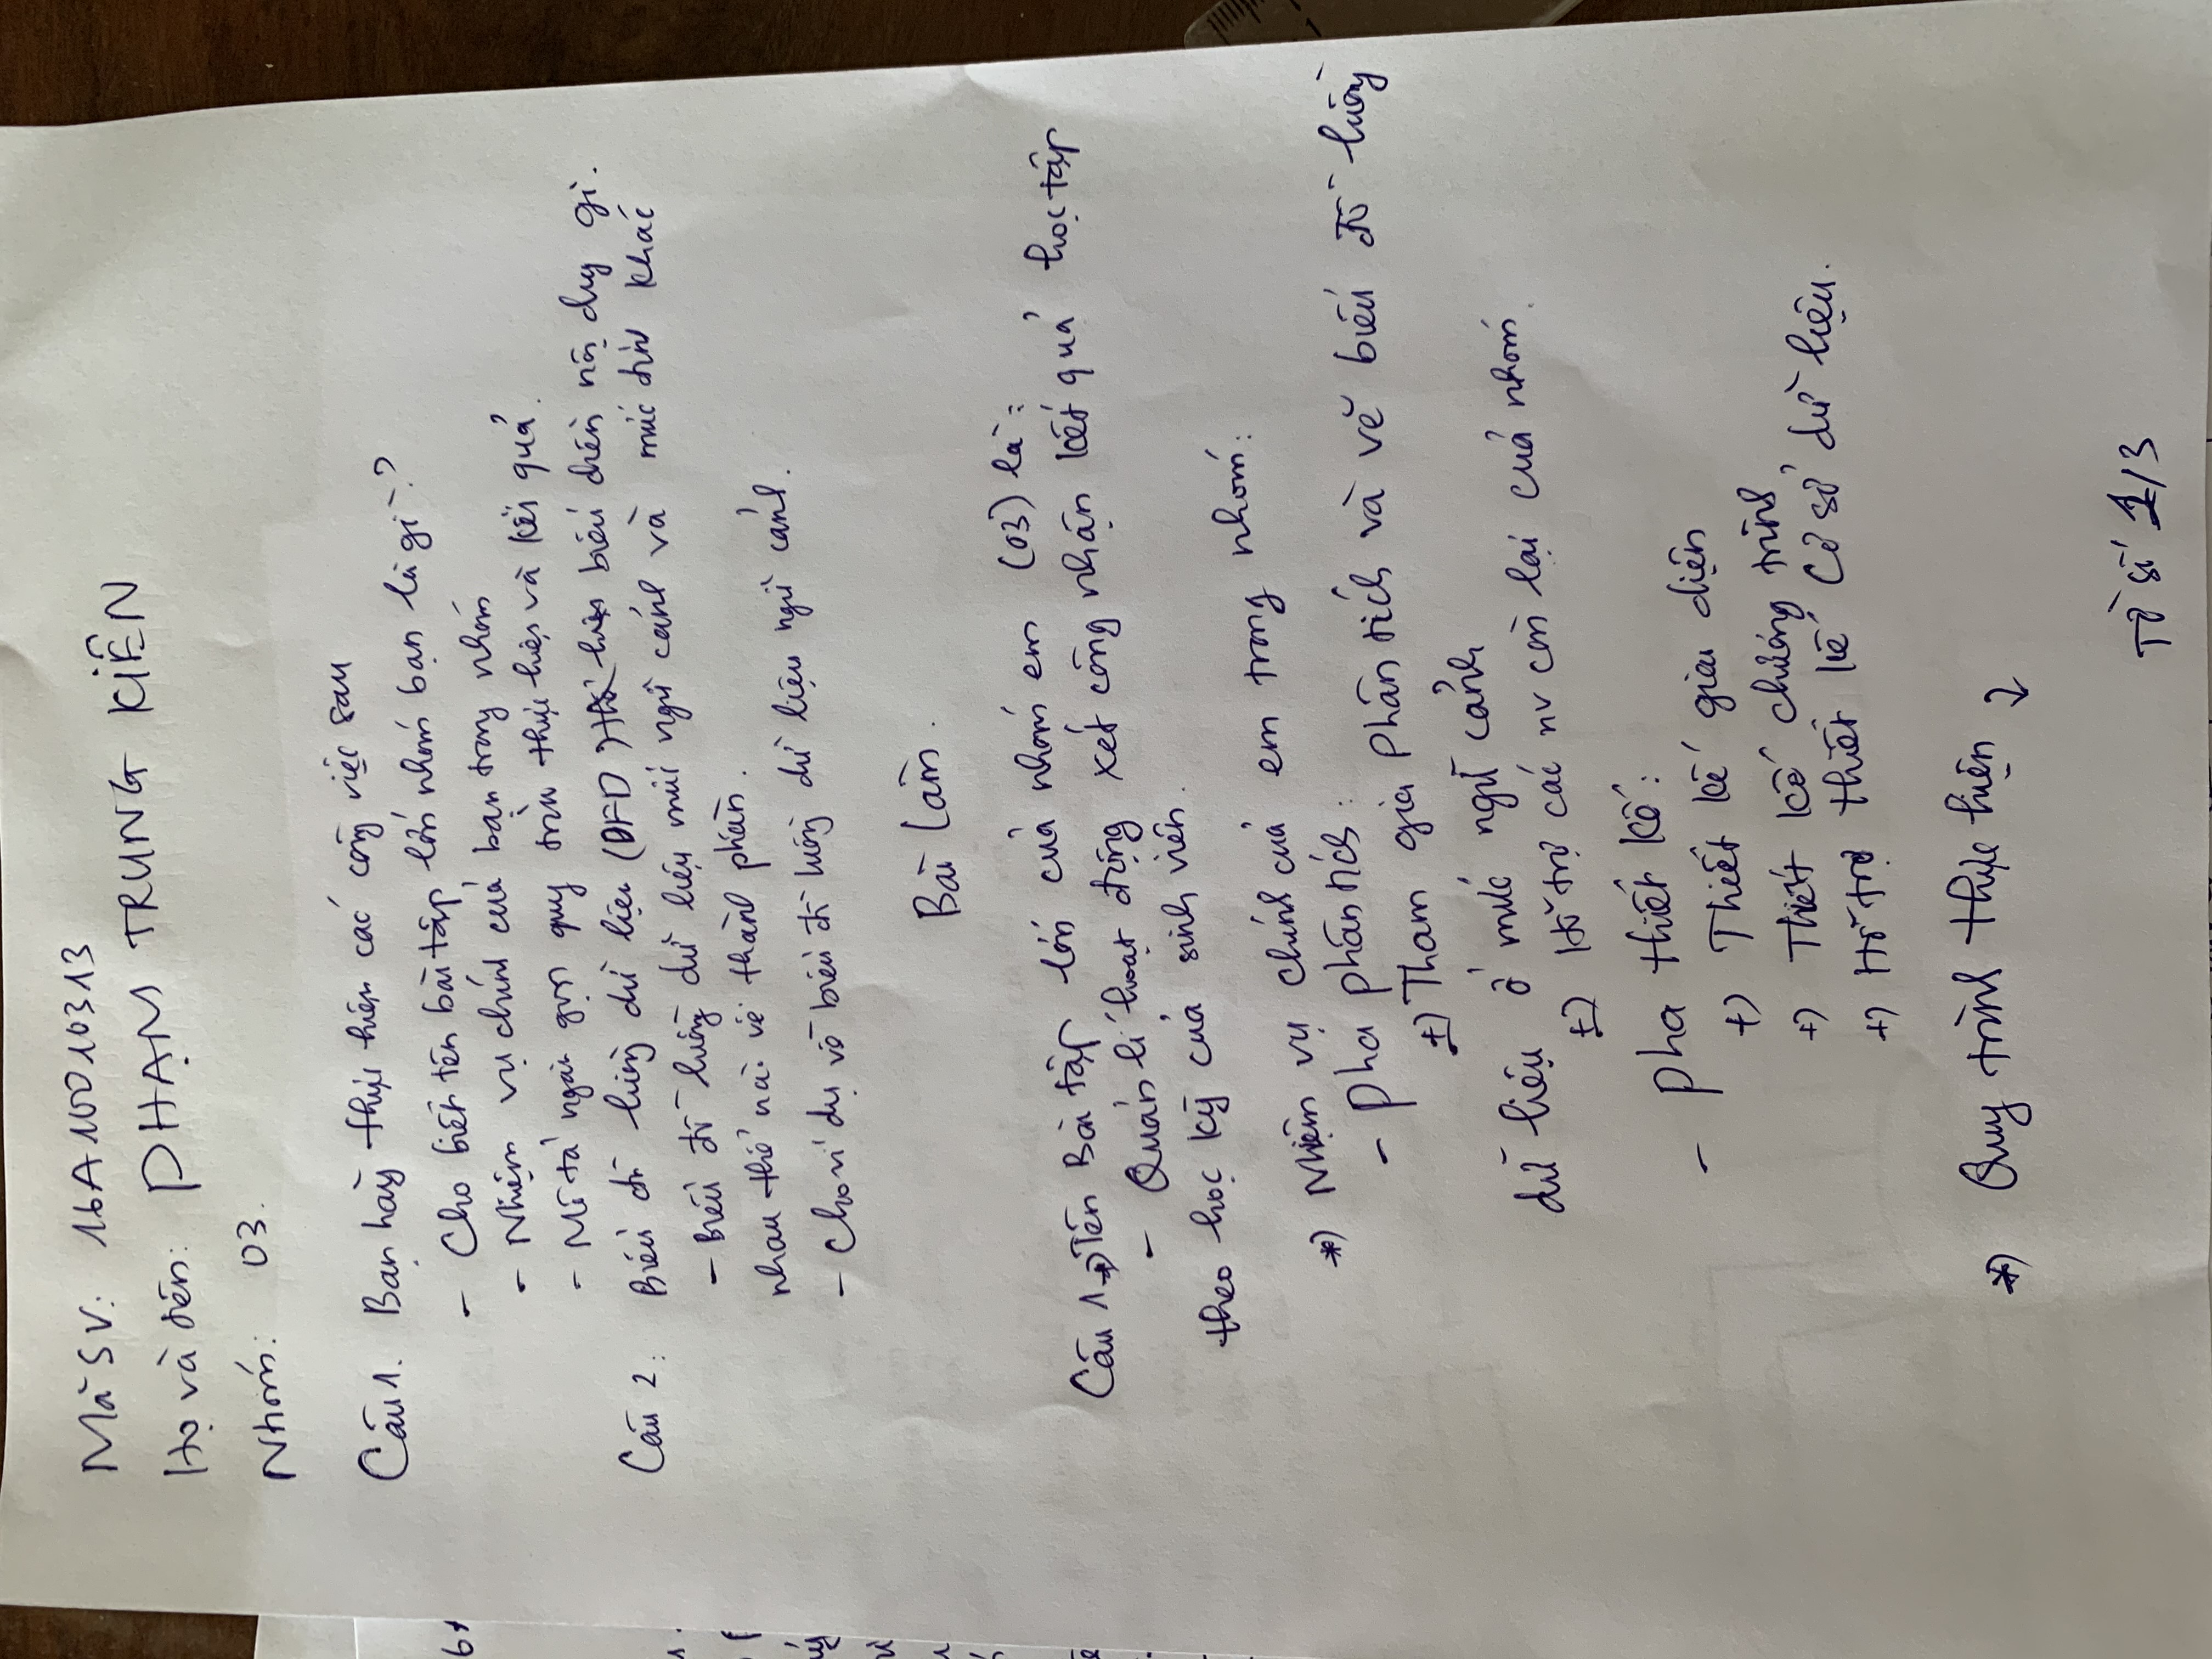 Mã SV: 16A10010313
Họ và tên: PHẠM TRUNG KIÊN
Nhóm: 03.
Câu 1. Bạn hãy thực hiện các công việc sau
- Cho biết tên bài tập lớn nhóm bạn là gì?
- Nhiệm vụ chính của bạn trong nhóm
- Mô tả ngắn gọn quy trình thực hiện và kết quả.
Câu 2: Biểu đồ luồng dữ liệu (DFD) thể hiện biểu diễn nội dung gì.
- Biểu đồ luồng dữ liệu mức ngữ cảnh và mức đỉnh khác
nhau thế nào về thành phần.
- Cho ví dụ vẽ biểu đồ luồng dữ liệu ngữ cảnh.
Bài làm.
Câu 1 *) Tên Bài tập lớn của nhóm em (03) là:
- Quản lí hoạt động xét công nhận kết quả học tập
theo học kỳ của sinh viên.
*) Nhiệm vụ chính của em trong nhóm:
- Pha phân tích:
+) Tham gia phân tích và vẽ biểu đồ luồng
dữ liệu ở mức ngữ cảnh
+) Hỗ trợ các nv còn lại của nhóm.
- Pha thiết kế:
+) Thiết kế giao diện
+) Thiết kế chương trình
+) Hỗ trợ thiết kế Cơ sở dữ liệu.
*) Quy trình thực hiện ↓
Tờ số 1/3